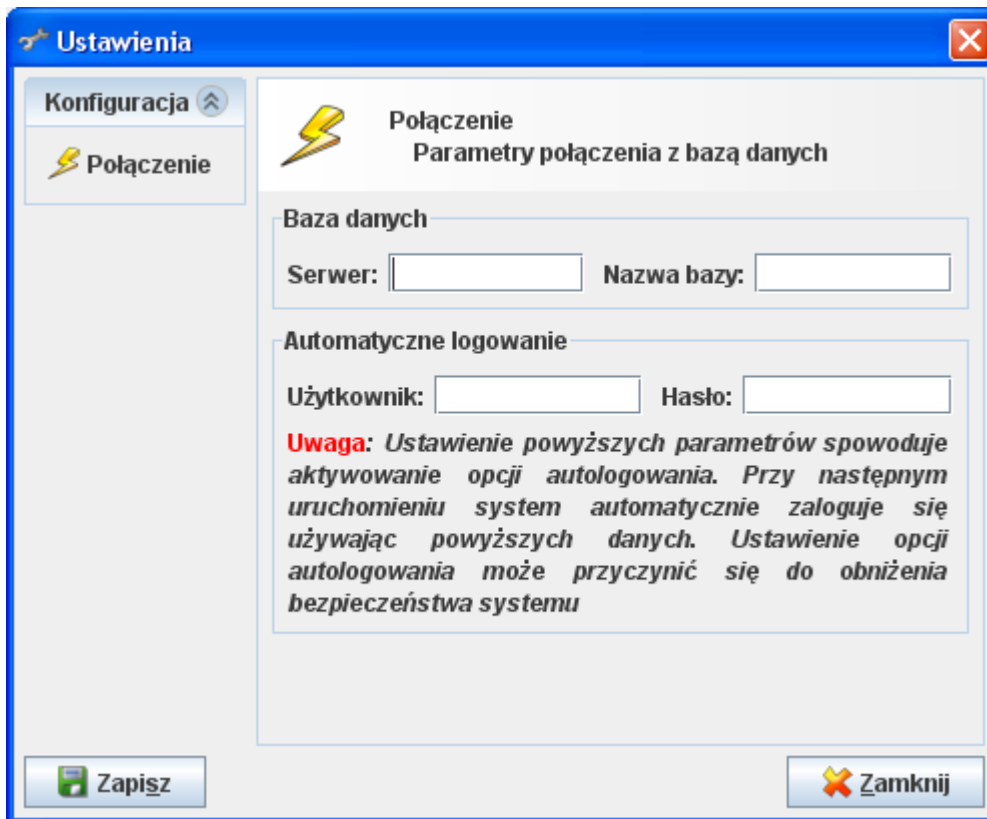 Ustawienia
Konfiguracja
Połączenie
Połączenie
Parametry połączenia z bazą danych
Baza danych
Serwer: Nazwa bazy:
Automatyczne logowanie
Użytkownik: Hasło:
Uwaga: Ustawienie powyższych parametrów spowoduje
aktywowanie opcji autologowania. Przy następnym
uruchomieniu system automatycznie zaloguje się
używając powyższych danych. Ustawienie opcji
autologowania może przyczynić się do obniżenia
bezpieczeństwa systemu
Zapisz Zamknij